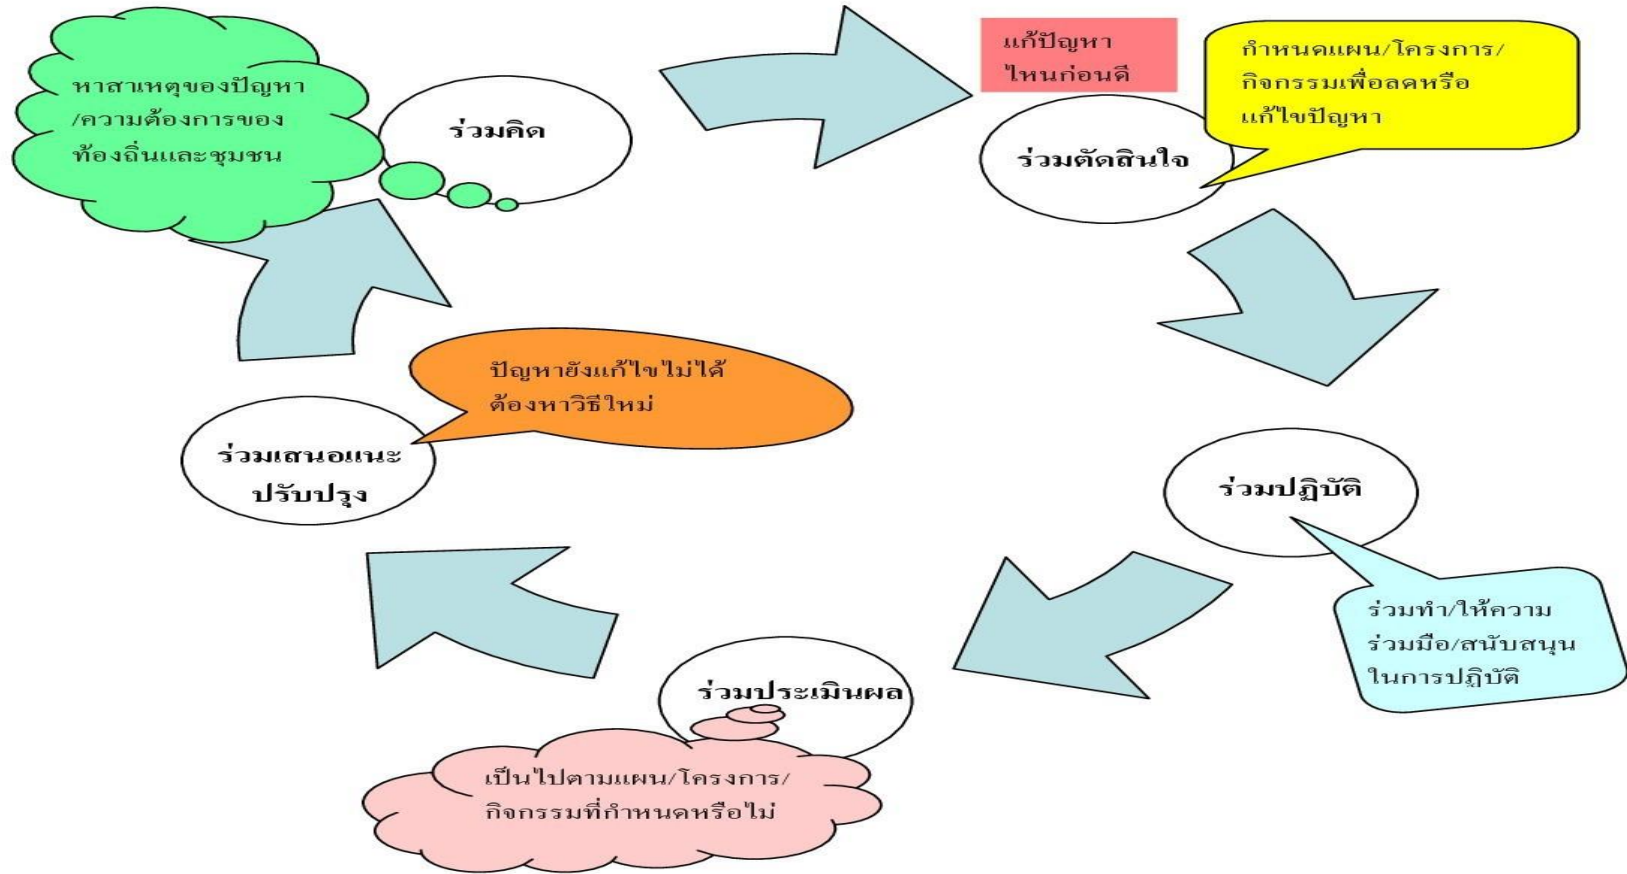 หาสาเหตุของปัญหา
/ความต้องการของ
ท้องถิ่นและชุมชน
ร่วมคิด
แก้ปัญหา
ไหนก่อนดี
กำหนดแผน/โครงการ/
กิจกรรมเพื่อลดหรือ
แก้ไขปัญหา
ร่วมตัดสินใจ
ร่วมปฏิบัติ
ร่วมทำ/ให้ความ
ร่วมมือ/สนับสนุน
ในการปฏิบัติ
ร่วมประเมินผล
เป็นไปตามแผน/โครงการ/
กิจกรรมที่กำหนดหรือไม่
ร่วมเสนอแนะ
ปรับปรุง
ปัญหายังแก้ไขไม่ได้
ต้องหาวิธีใหม่